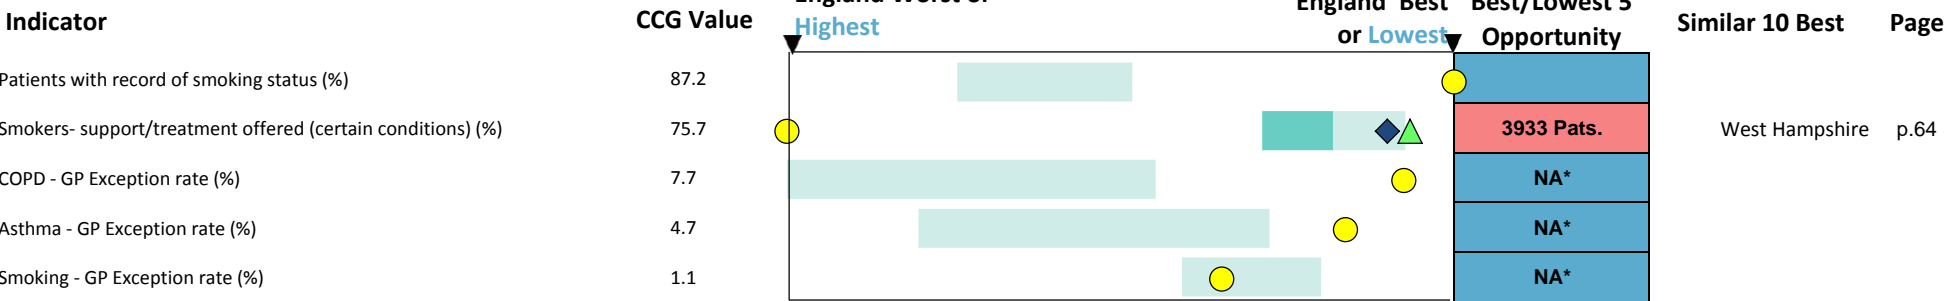 Indicator
CCG Value
England Worst or
Highest
England Best
or Lowest
Best/Lowest 5
Opportunity
Similar 10 Best
Page
Patients with record of smoking status (%)
87.2
Smokers- support/treatment offered (certain conditions) (%)
75.7
3933 Pats.
West Hampshire
p.64
COPD - GP Exception rate (%)
7.7
NA*
Asthma - GP Exception rate (%)
4.7
NA*
Smoking - GP Exception rate (%)
1.1
NA*